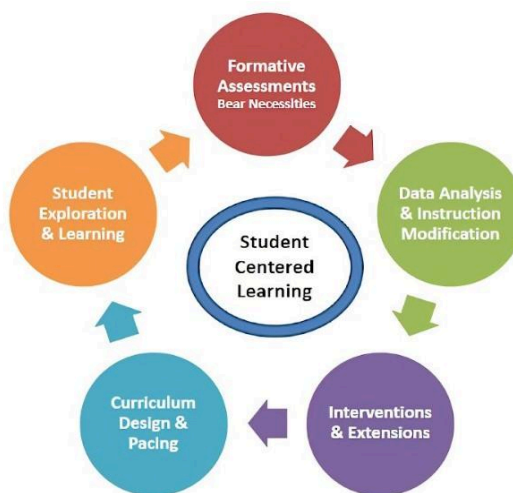 Formative
Assessments
Bear Necessities
Data Analysis
& Instruction
Modification
Interventions
& Extensions
Curriculum
Design &
Pacing
Student
Exploration
& Learning
Student
Centered
Learning